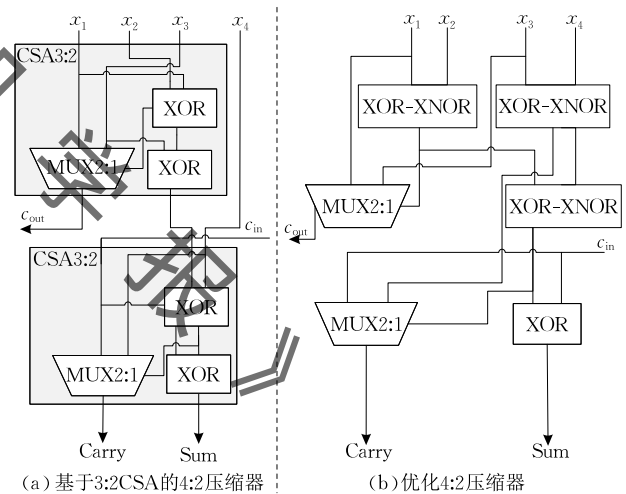 x1 x2 x3 x4
CSA3:2
XOR
MUX2:1 XOR
cout
cin
CSA3:2
XOR
MUX2:1 XOR
Carry Sum
(a)基于3:2CSA的4:2压缩器
x1 x2 x3 x4
XOR-XNOR XOR-XNOR
MUX2:1 XOR-XNOR
cout
cin
MUX2:1 XOR
Carry Sum
(b)优化4:2压缩器
报》